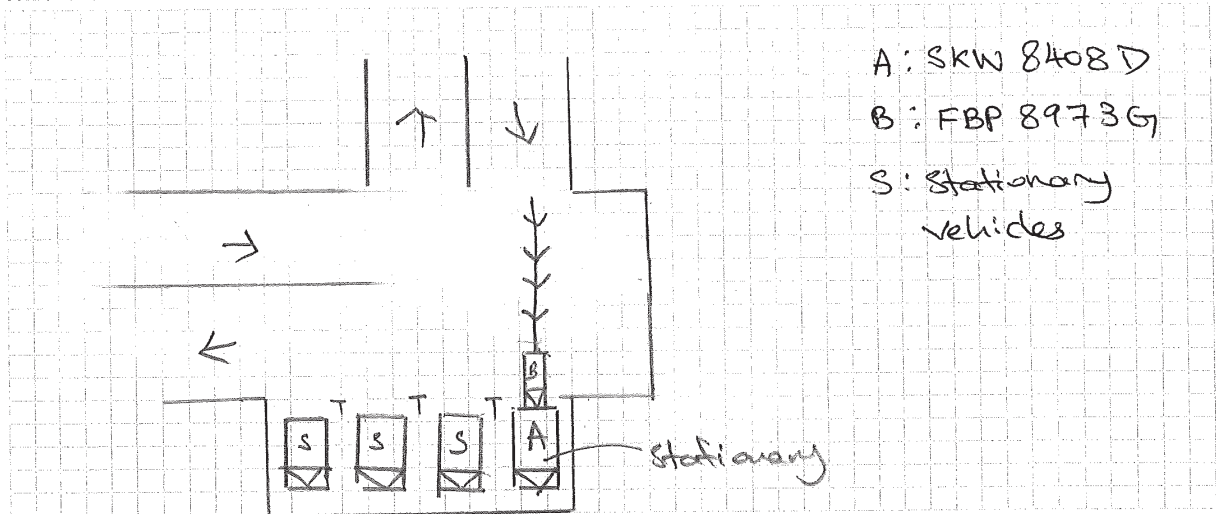 A: SKW 8408D
B: FBP 8973G
S: Stationary
vehicles
B
T T T
S S S A
Stationary